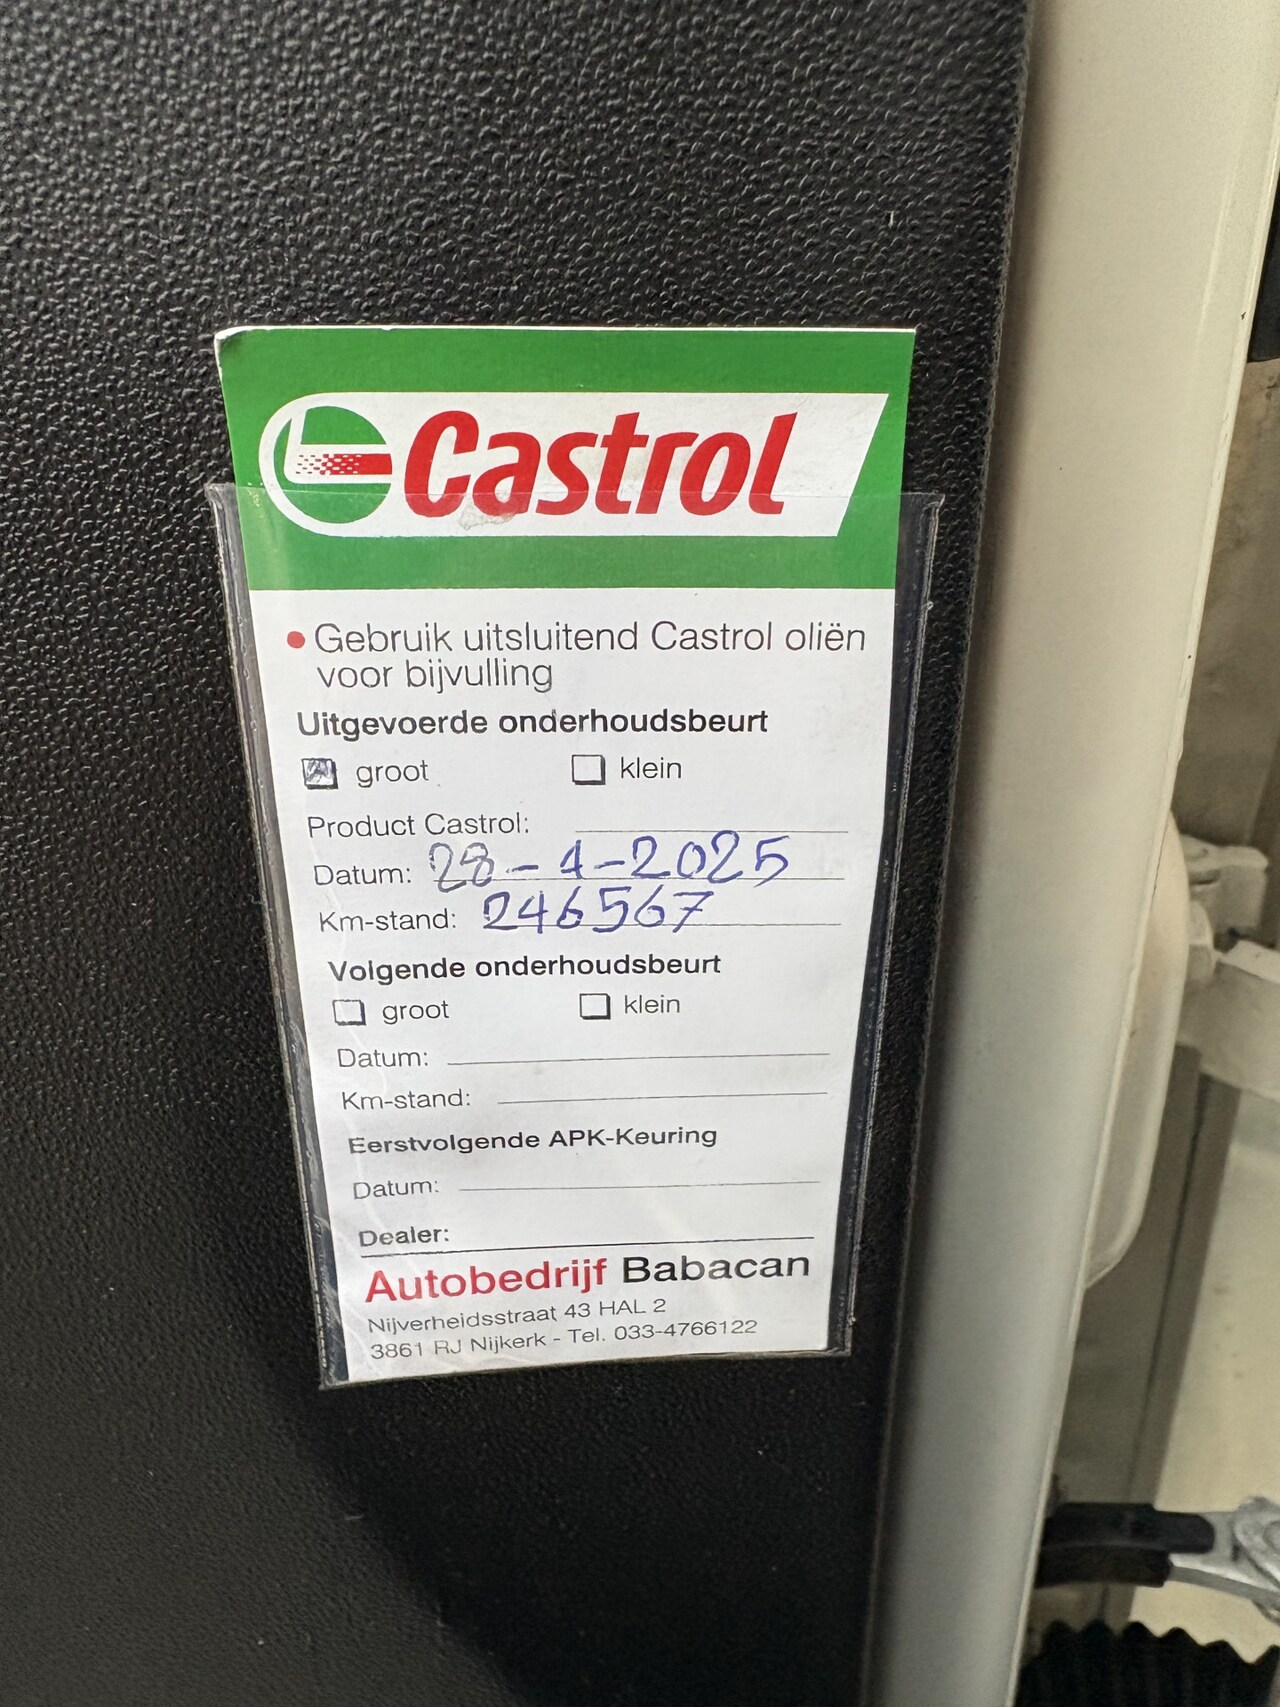 Castrol
• Gebruik uitsluitend Castrol oliën
voor bijvulling
Uitgevoerde onderhoudsbeurt
groot klein
Product Castrol:
Datum: 28-4-2025
Km-stand: 246567
Volgende onderhoudsbeurt
groot klein
Datum:
Km-stand:
Eerstvolgende APK-Keuring
Datum:
Dealer:
Autobedrijf Babacan
Nijverheidsstraat 43 HAL 2
3861 RJ Nijkerk - Tel. 033-4766122